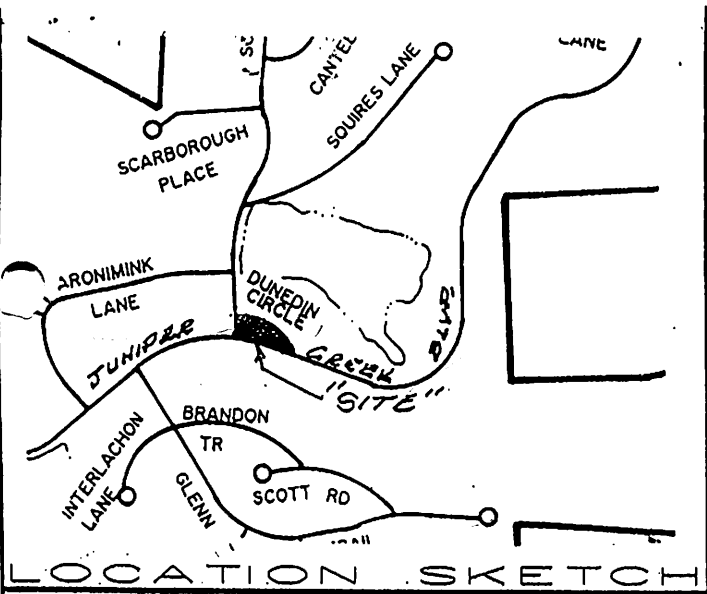 CANTEL
SQUIRES LANE
LANE
SCARBOROUGH
PLACE
ARONIMINK
LANE
DUNEDIN
CIRCLE
JUNIPER
CREEK
BLVD
"SITE"
BRANDON
TR
INTERLACHON
LANE
GLENN
SCOTT RD
LOCATION SKETCH